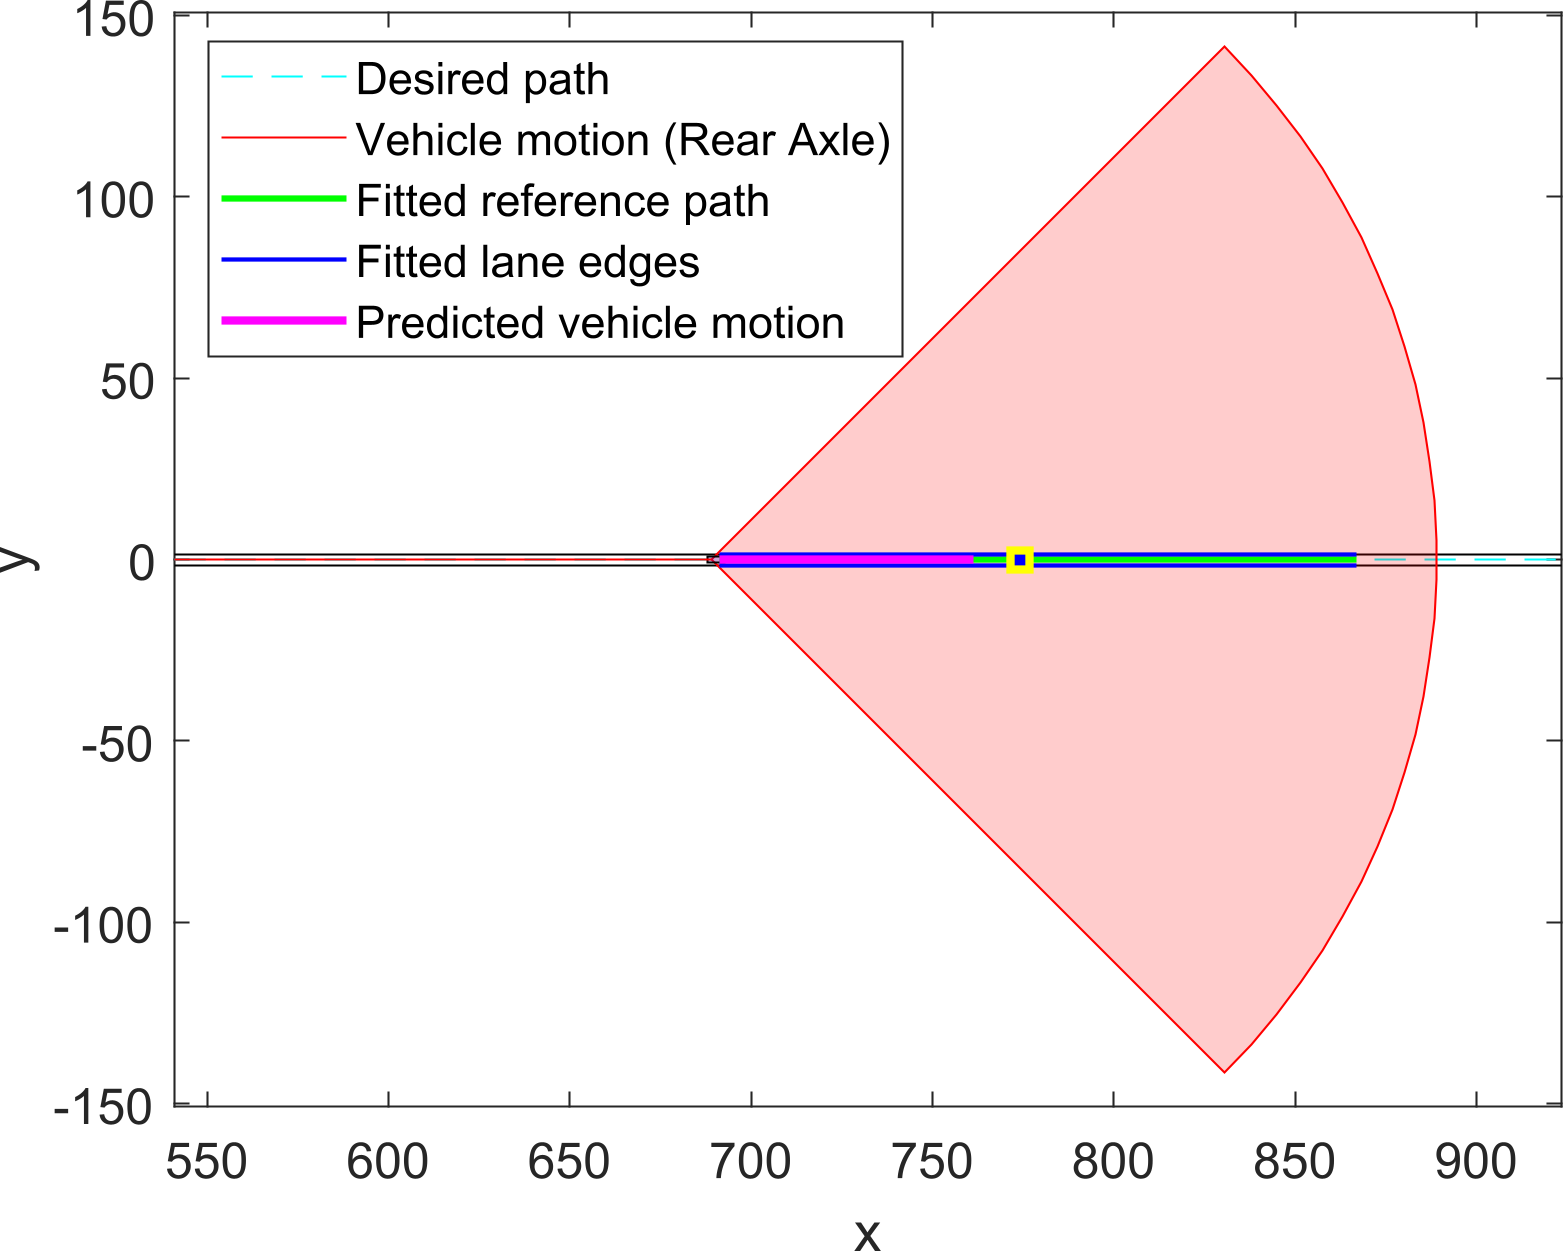 150
100
50
0
-50
-100
-150
y
Desired path
Vehicle motion (Rear Axle)
Fitted reference path
Fitted lane edges
Predicted vehicle motion
550 600 650 700 750 800 850 900
x